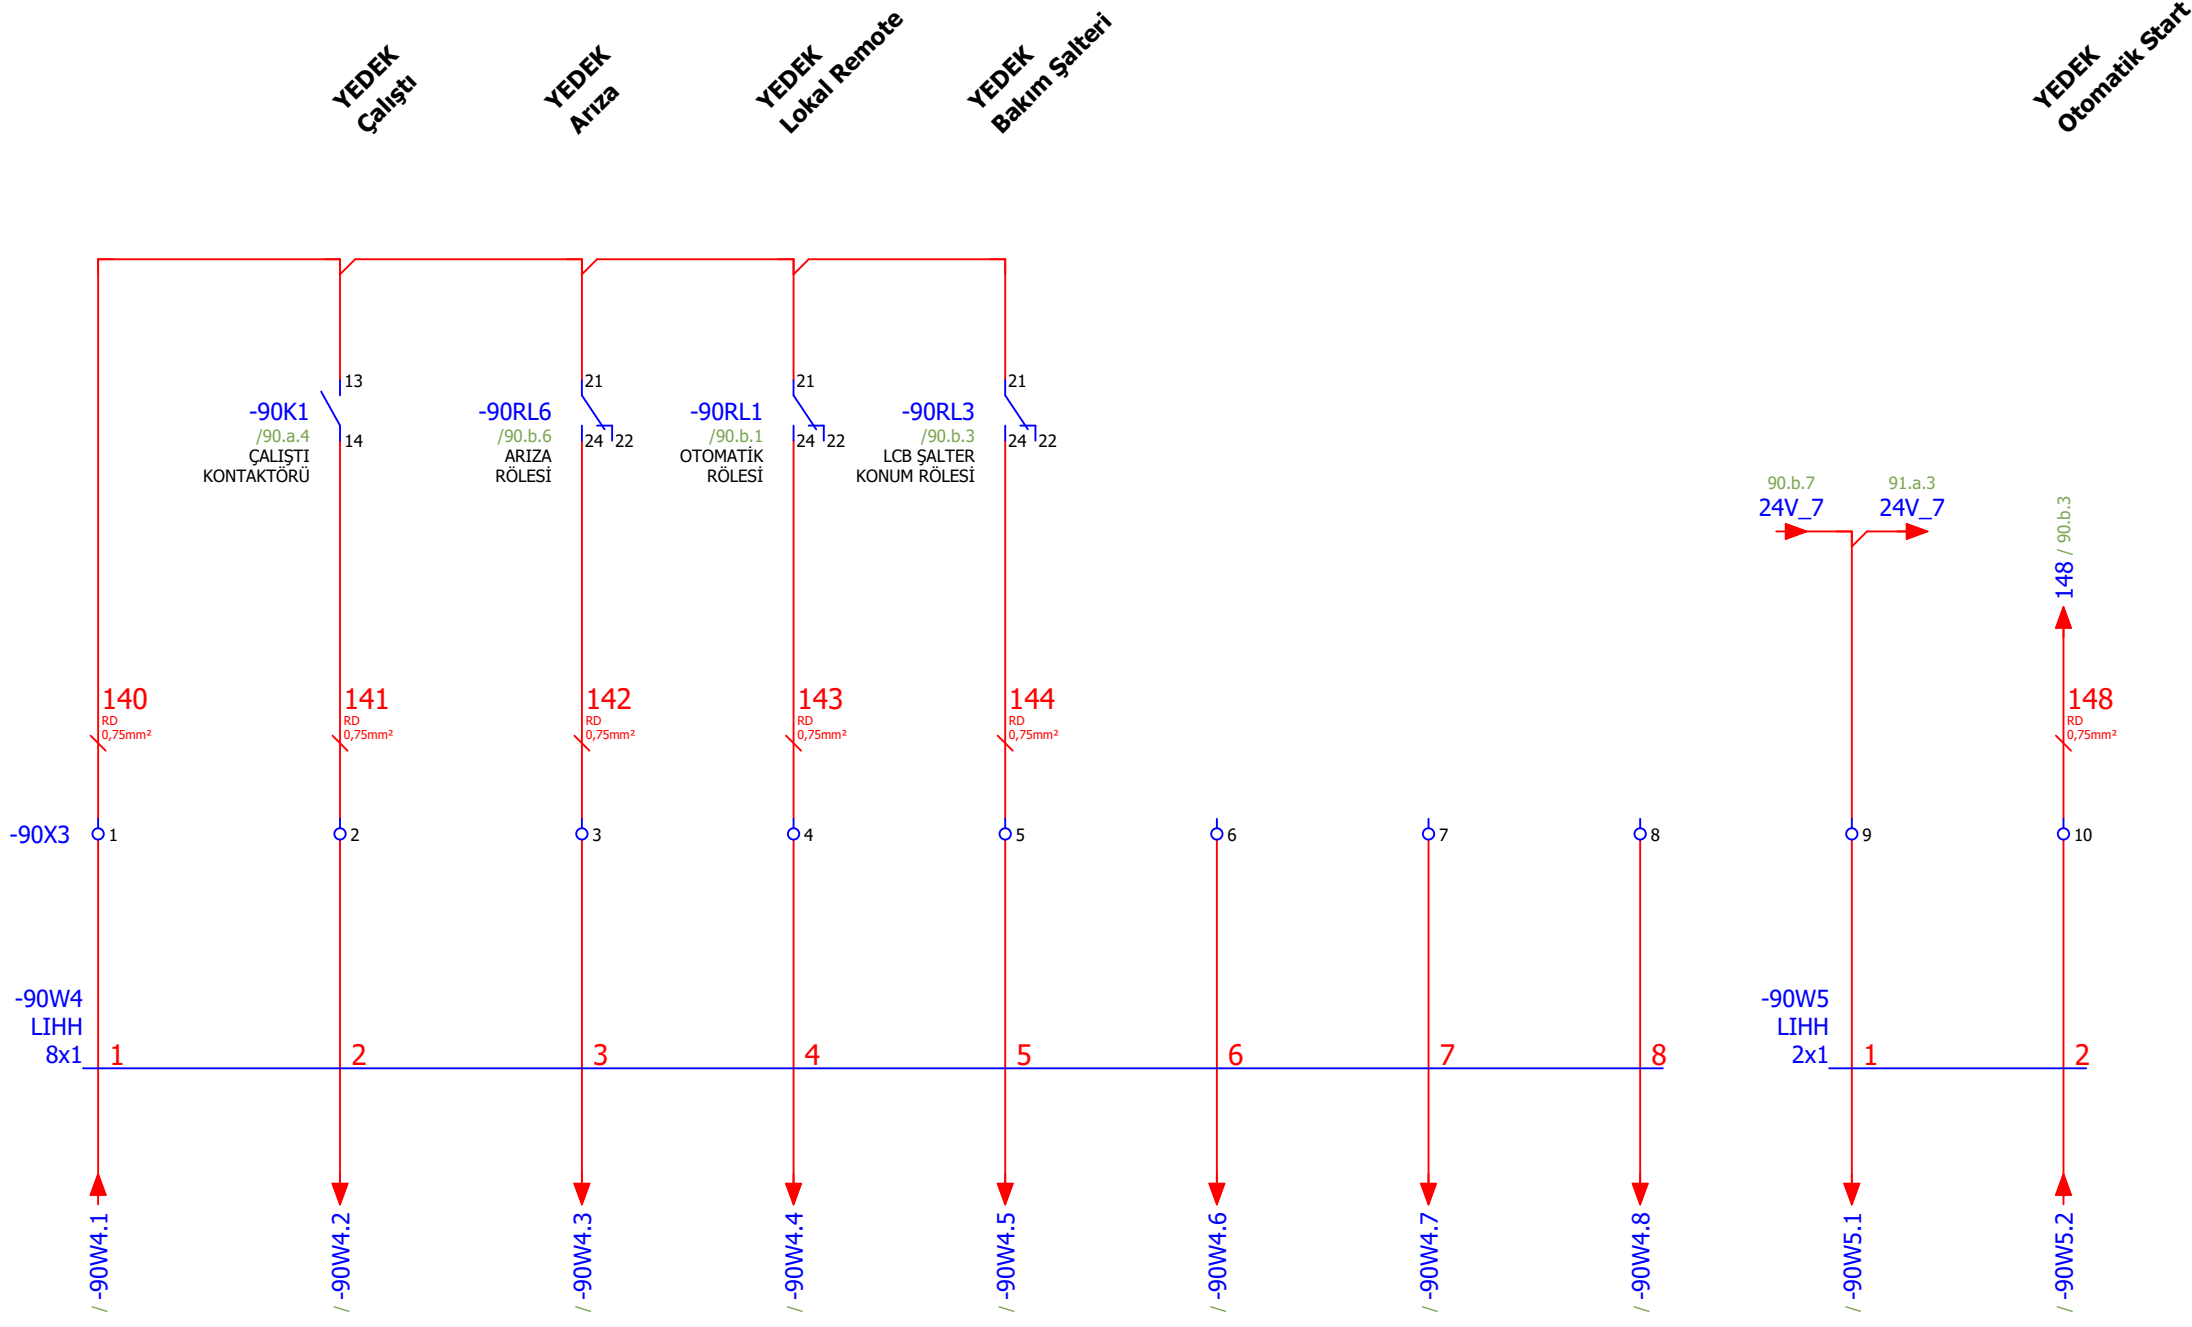 YEDEK
Çalıştı
YEDEK
Arıza
YEDEK
Lokal Remote
YEDEK
Bakım Şalteri
YEDEK
Otomatik Start
-90K1
/90.a.4
ÇALIŞTI
KONTAKTÖRÜ
13
14
-90RL6
/90.b.6
ARIZA
RÖLESİ
21
24 22
-90RL1
/90.b.1
OTOMATİK
RÖLESİ
21
24 22
-90RL3
/90.b.3
LCB ŞALTER
KONUM RÖLESİ
21
24 22
90.b.7
24V_7
91.a.3
24V_7
148 / 90.b.3
140
RD
0,75mm²
141
RD
0,75mm²
142
RD
0,75mm²
143
RD
0,75mm²
144
RD
0,75mm²
148
RD
0,75mm²
-90X3 1 2 3 4 5 6 7 8 9 10
-90W4
LIHH
8x1 1 2 3 4 5 6 7 8
-90W5
LIHH
2x1 1 2
/ -90W4.1
/ -90W4.2
/ -90W4.3
/ -90W4.4
/ -90W4.5
/ -90W4.6
/ -90W4.7
/ -90W4.8
/ -90W5.1
/ -90W5.2